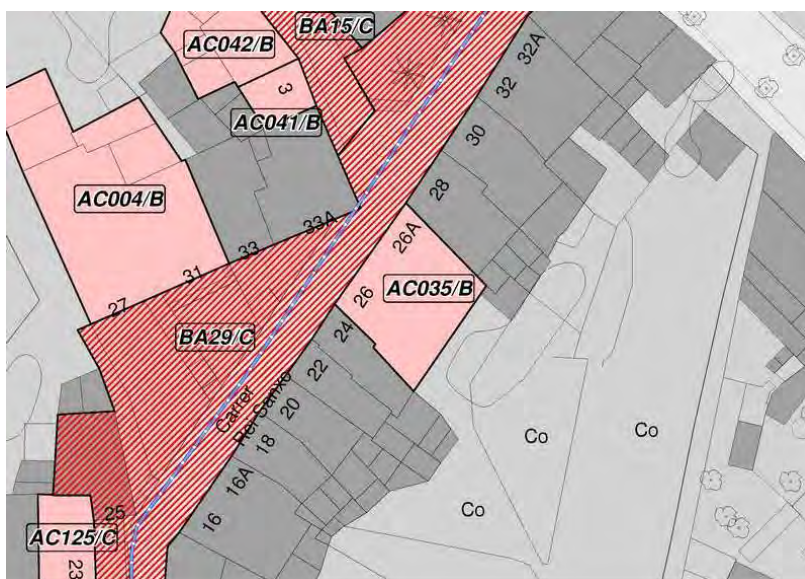 AC042/B
BA15/C
3
AC041/B
32A
32
30
28
AC004/B
33A
33
31
27
26A
26
AC035/B
BA29/C
24
22
20
18
16A
16
Carrer
Rei Sanxo
Co
Co
Co
25
AC125/C
23